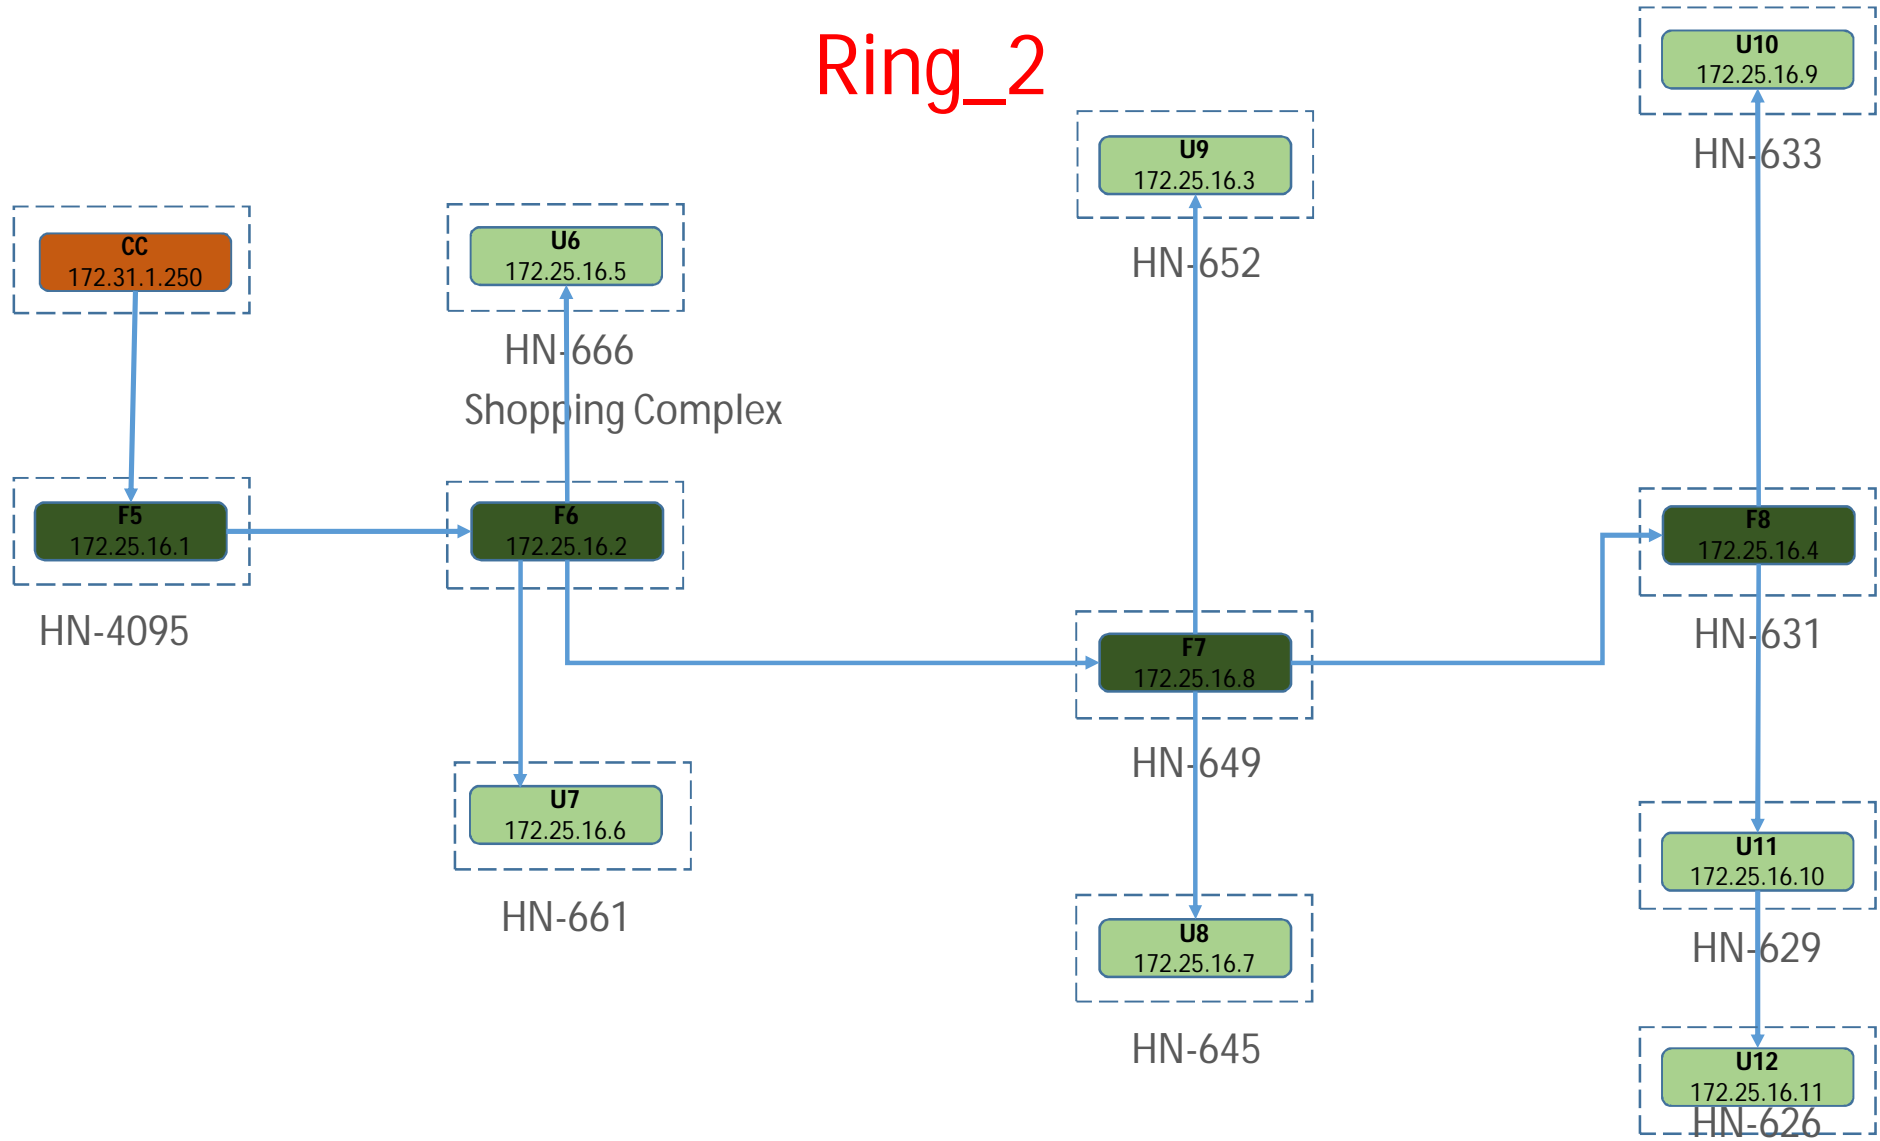 Ring_2
U10
172.25.16.9
HN-633
U9
172.25.16.3
HN-652
CC
172.31.1.250
U6
172.25.16.5
HN-666
Shopping Complex
F5
172.25.16.1
HN-4095
F6
172.25.16.2
F8
172.25.16.4
HN-631
F7
172.25.16.8
HN-649
U7
172.25.16.6
HN-661
U11
172.25.16.10
HN-629
U8
172.25.16.7
HN-645
U12
172.25.16.11
HN-626